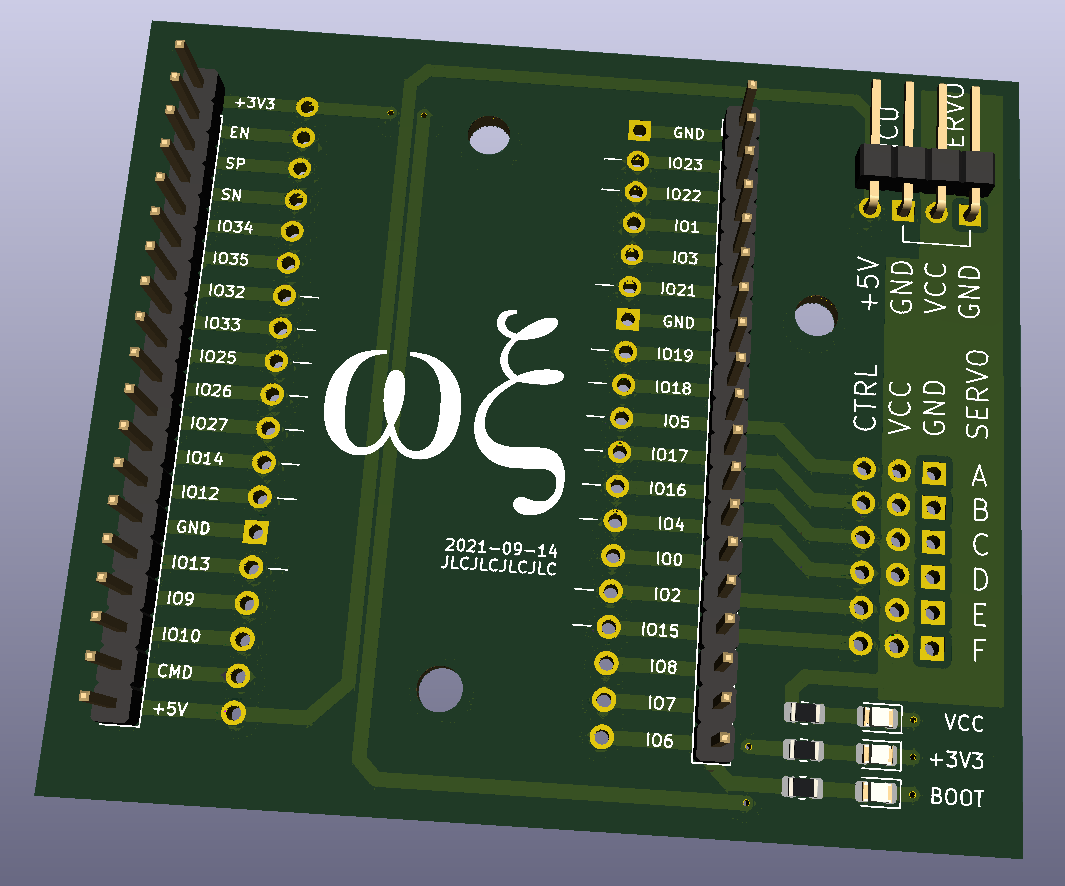 +3V3
EN
SP
SN
IO34
IO35
IO32
IO33
IO25
IO26
IO27
IO14
IO12
GND
IO13
IO9
IO10
CMD
+5V
ωξ
2021-09-14
JLCJLCJLCJLC
GND
IO23
IO22
IO1
IO3
IO21
GND
IO19
IO18
IO5
IO17
IO16
IO4
IO0
IO2
IO15
IO8
IO7
IO6
CU
ERVO
+5V
GND
VCC
GND
CTRL
VCC
GND
SERVO
A
B
C
D
E
F
VCC
+3V3
BOOT